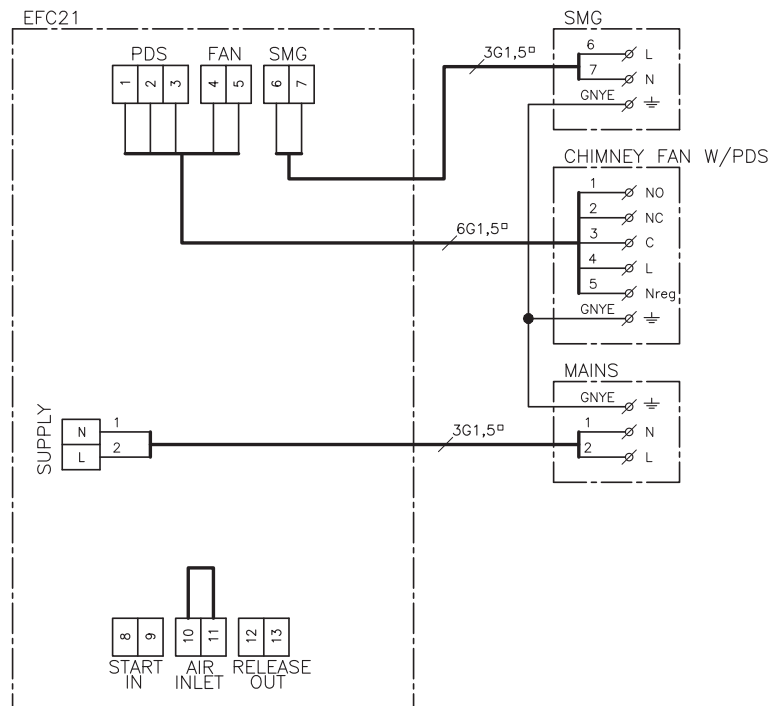 EFC21
SMG
PDS FAN SMG
1 2 3 4 5 6 7
3G1,5▫
6 L
7 N
GNYE
CHIMNEY FAN W/PDS
1 NO
2 NC
6G1,5▫
3 C
4 L
5 Nreg
GNYE
MAINS
GNYE
SUPPLY
N 1
L 2
3G1,5▫
1 N
2 L
8 9 10 11 12 13
START IN
AIR INLET
RELEASE OUT